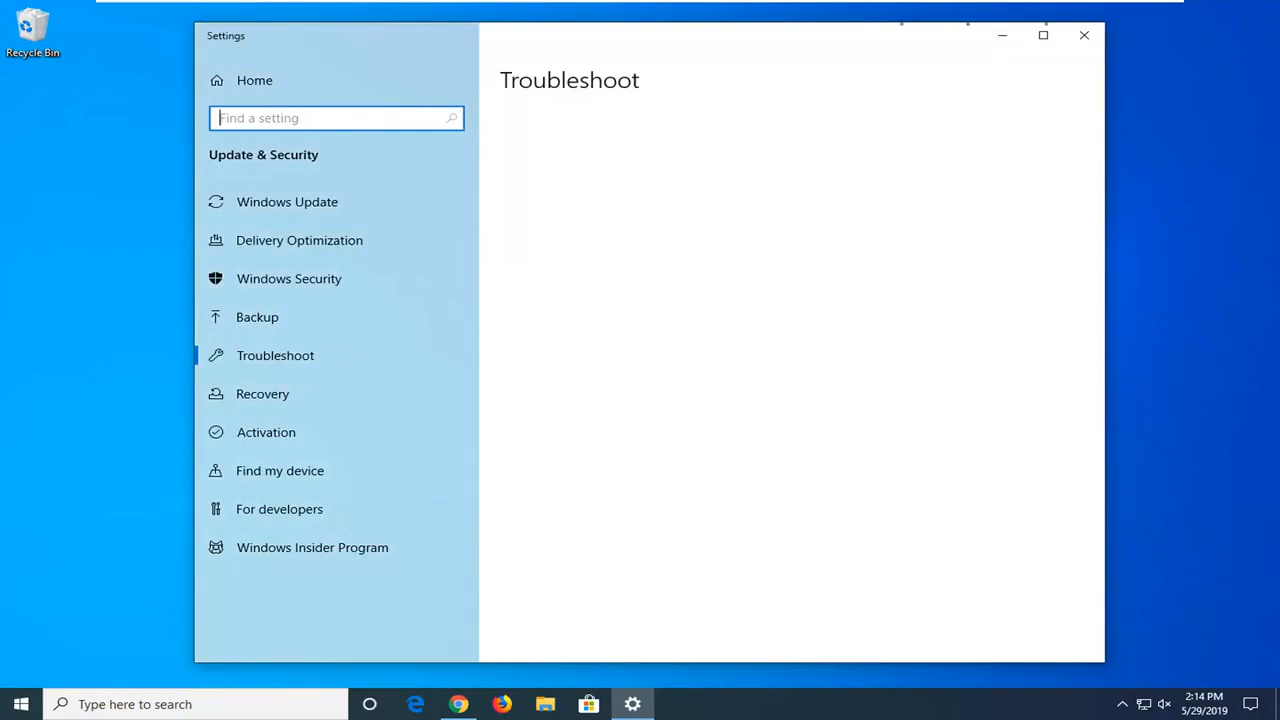 Recycle Bin
Settings
Home
Find a setting
Update & Security
Windows Update
Delivery Optimization
Windows Security
Backup
Troubleshoot
Recovery
Activation
Find my device
For developers
Windows Insider Program
Troubleshoot
Type here to search
2:14 PM
5/29/2019